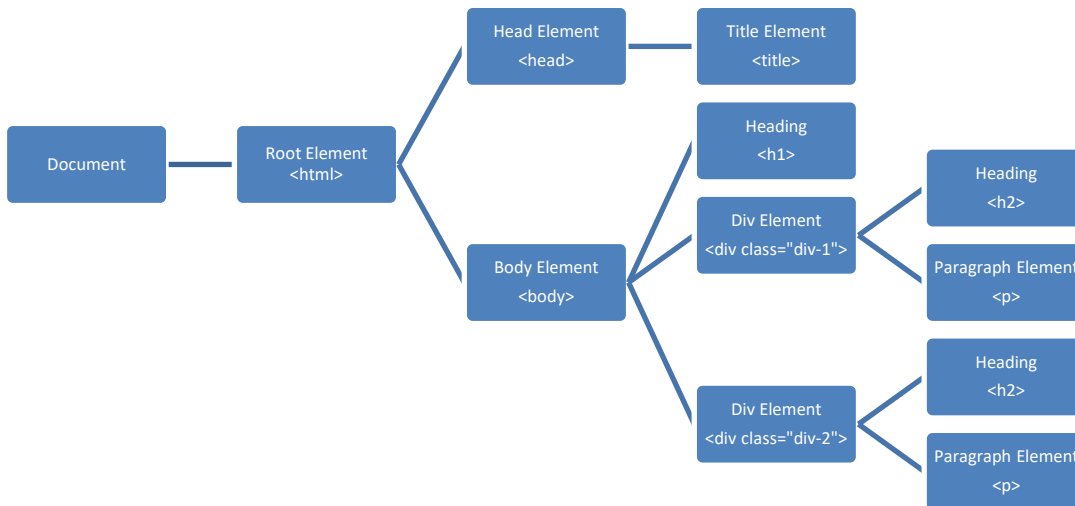 Document
Root Element
<html>
Head Element
<head>
Title Element
<title>
Body Element
<body>
Heading
<h1>
Div Element
<div class="div-1">
Heading
<h2>
Paragraph Element
<p>
Div Element
<div class="div-2">
Heading
<h2>
Paragraph Element
<p>